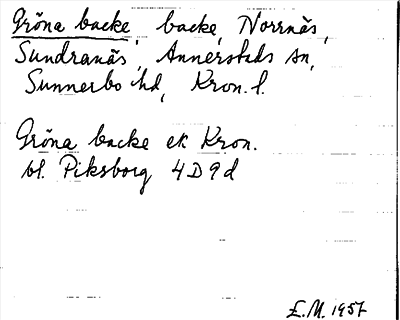 Gröna backe, backe, Norrnäs,
Sundranäs, Annerstads sn,
Sunnerbo hd, Kron. l.
Gröna backe ek Kron.
bl. Piksborg 4D9d
E.M. 1957